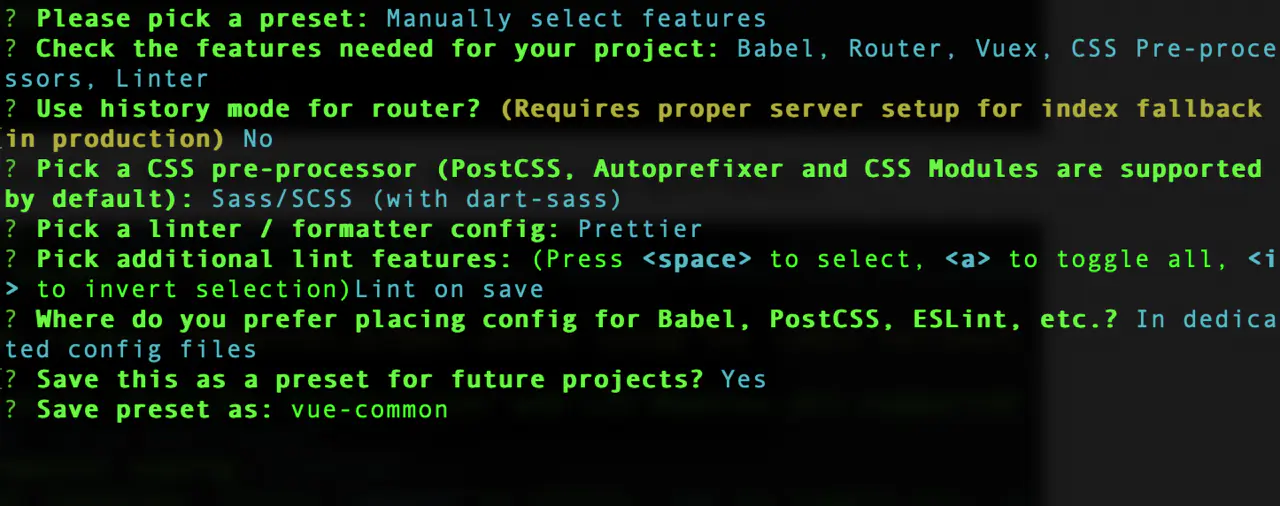 ? Please pick a preset: Manually select features
? Check the features needed for your project: Babel, Router, Vuex, CSS Pre-proce
ssors, Linter
? Use history mode for router? (Requires proper server setup for index fallback
in production) No
? Pick a CSS pre-processor (PostCSS, Autoprefixer and CSS Modules are supported
by default): Sass/SCSS (with dart-sass)
? Pick a linter / formatter config: Prettier
? Pick additional lint features: (Press <space> to select, <a> to toggle all, <i
> to invert selection)Lint on save
? Where do you prefer placing config for Babel, PostCSS, ESLint, etc.? In dedica
ted config files
? Save this as a preset for future projects? Yes
? Save preset as: vue-common